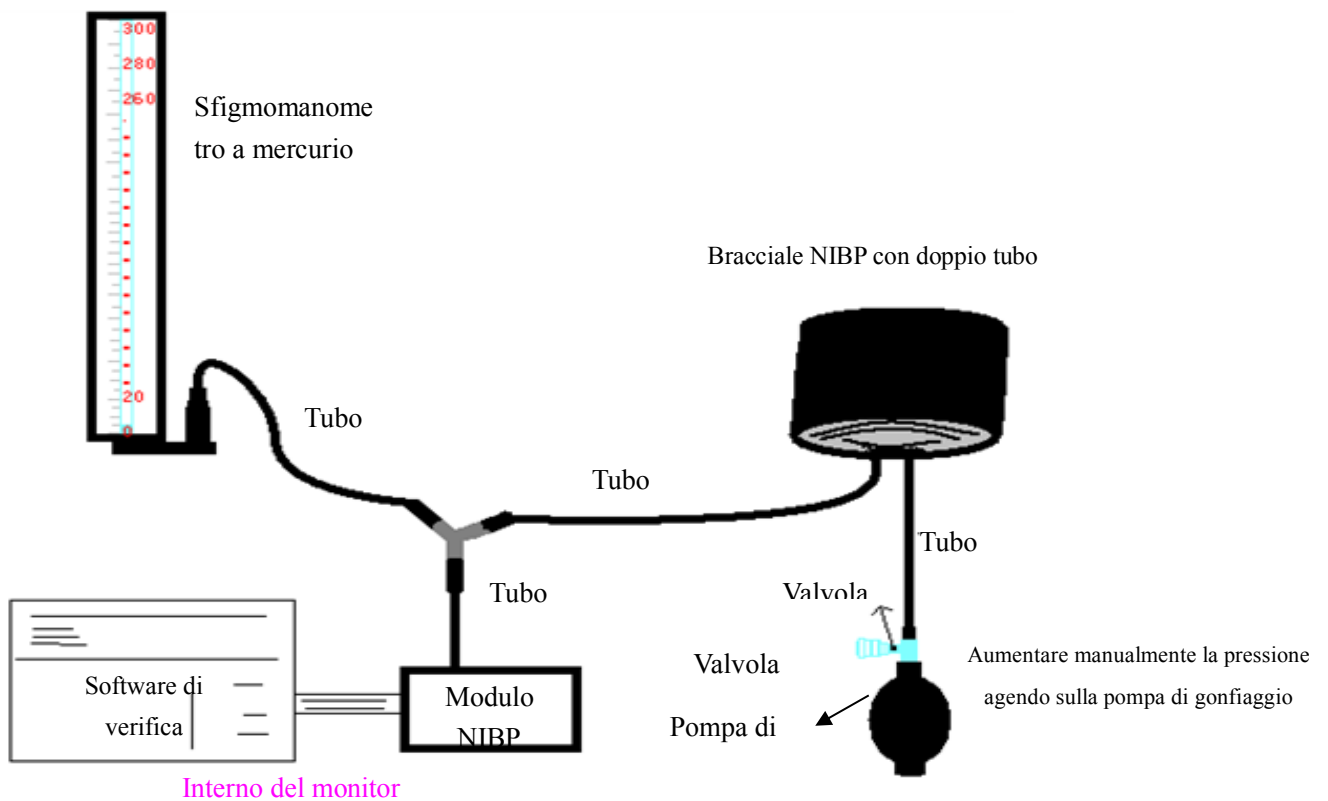 300
280
260
20
0
Sfigmomanome
tro a mercurio
Bracciale NIBP con doppio tubo
Tubo
Tubo
Tubo
Tubo
Valvola
Valvola
Pompa di
Aumentare manualmente la pressione
agendo sulla pompa di gonfiaggio
Software di
verifica
Modulo
NIBP
Interno del monitor